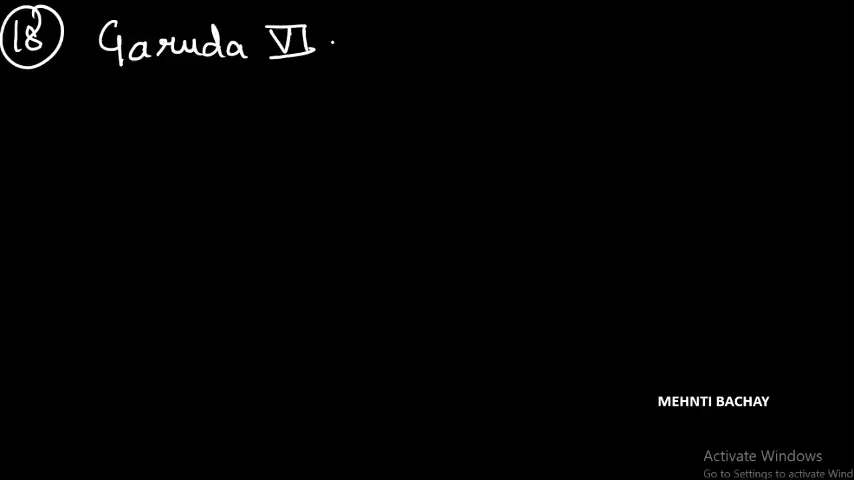 18 Garuda VI.
MEHNTI BACHAY
Activate Windows
Go to Settings to activate Wind